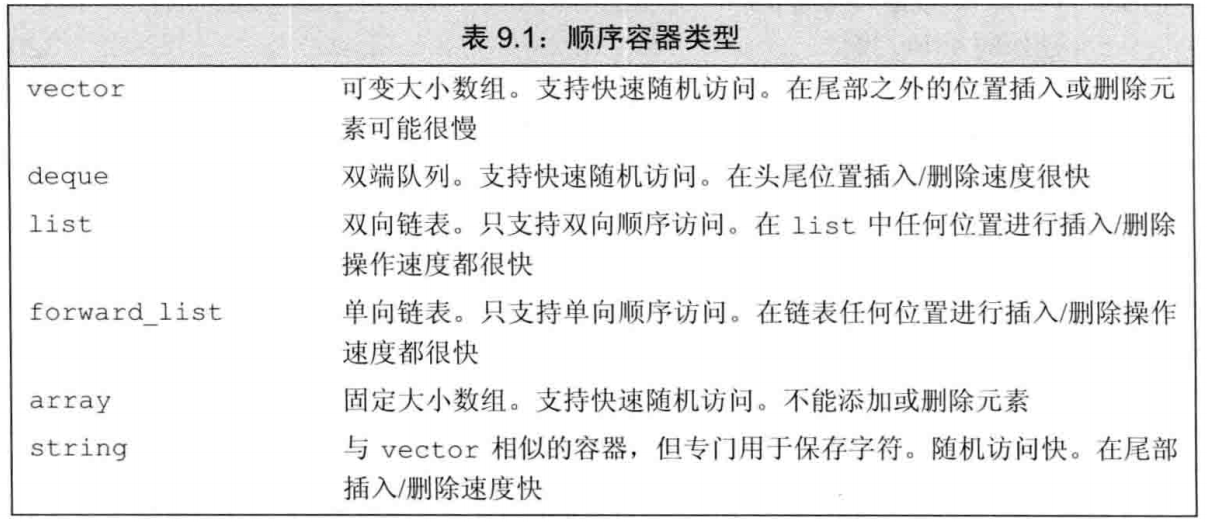 表 9.1：顺序容器类型
vector 可变大小数组。支持快速随机访问。在尾部之外的位置插入或删除元
素可能很慢
deque 双端队列。支持快速随机访问。在头尾位置插入/删除速度很快
list 双向链表。只支持双向顺序访问。在 list 中任何位置进行插入/删除
操作速度都很快
forward_list 单向链表。只支持单向顺序访问。在链表任何位置进行插入/删除操作
速度都很快
array 固定大小数组。支持快速随机访问。不能添加或删除元素
string 与 vector 相似的容器，但专门用于保存字符。随机访问快。在尾部
插入/删除速度快